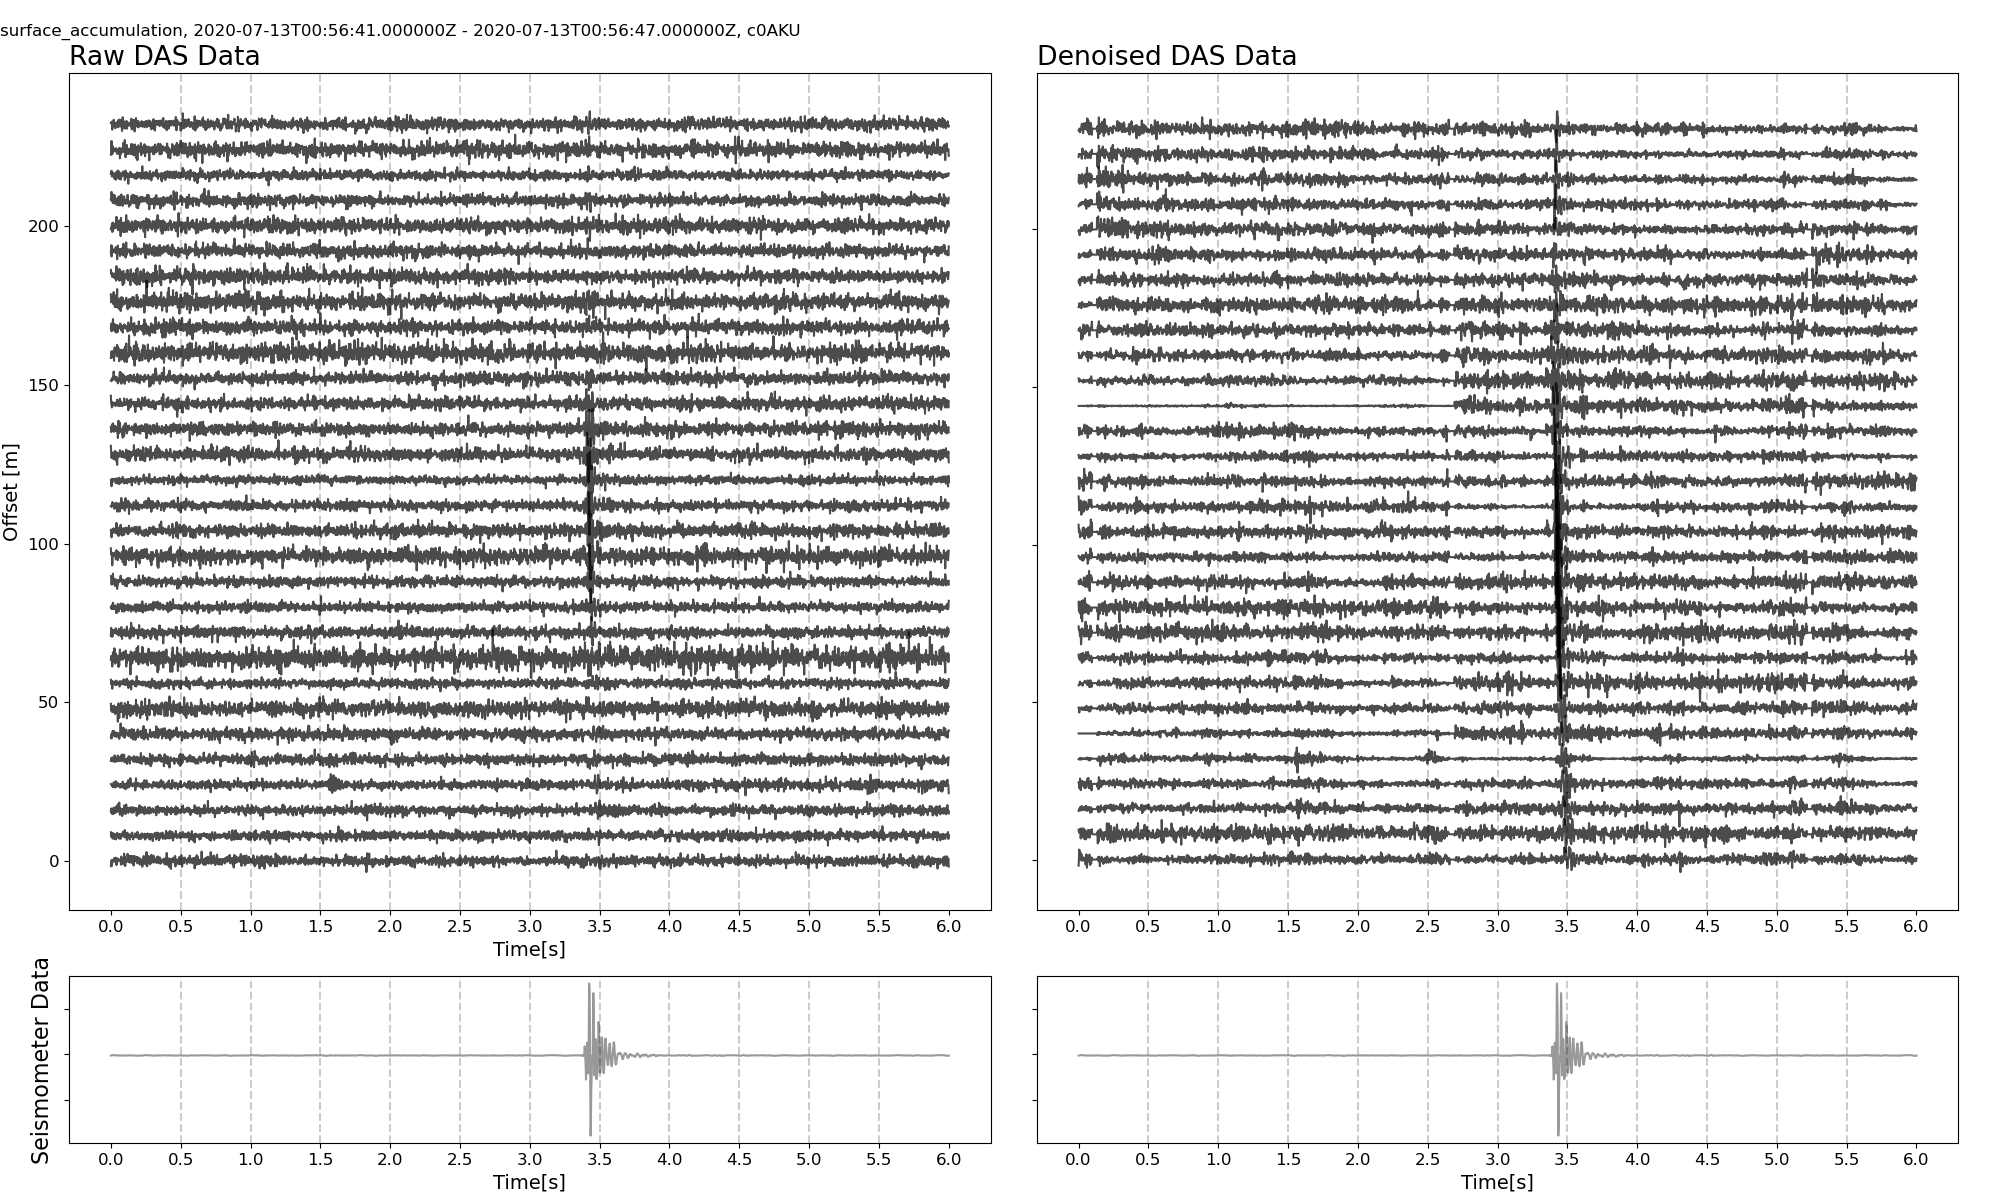 surface_accumulation, 2020-07-13T00:56:41.000000Z - 2020-07-13T00:56:47.000000Z, c0AKU
Raw DAS Data
Denoised DAS Data
Offset [m]
200
150
100
50
0
0.0 0.5 1.0 1.5 2.0 2.5 3.0 3.5 4.0 4.5 5.0 5.5 6.0
Time[s]
0.0 0.5 1.0 1.5 2.0 2.5 3.0 3.5 4.0 4.5 5.0 5.5 6.0
Seismometer Data
0.0 0.5 1.0 1.5 2.0 2.5 3.0 3.5 4.0 4.5 5.0 5.5 6.0
Time[s]
0.0 0.5 1.0 1.5 2.0 2.5 3.0 3.5 4.0 4.5 5.0 5.5 6.0
Time[s]